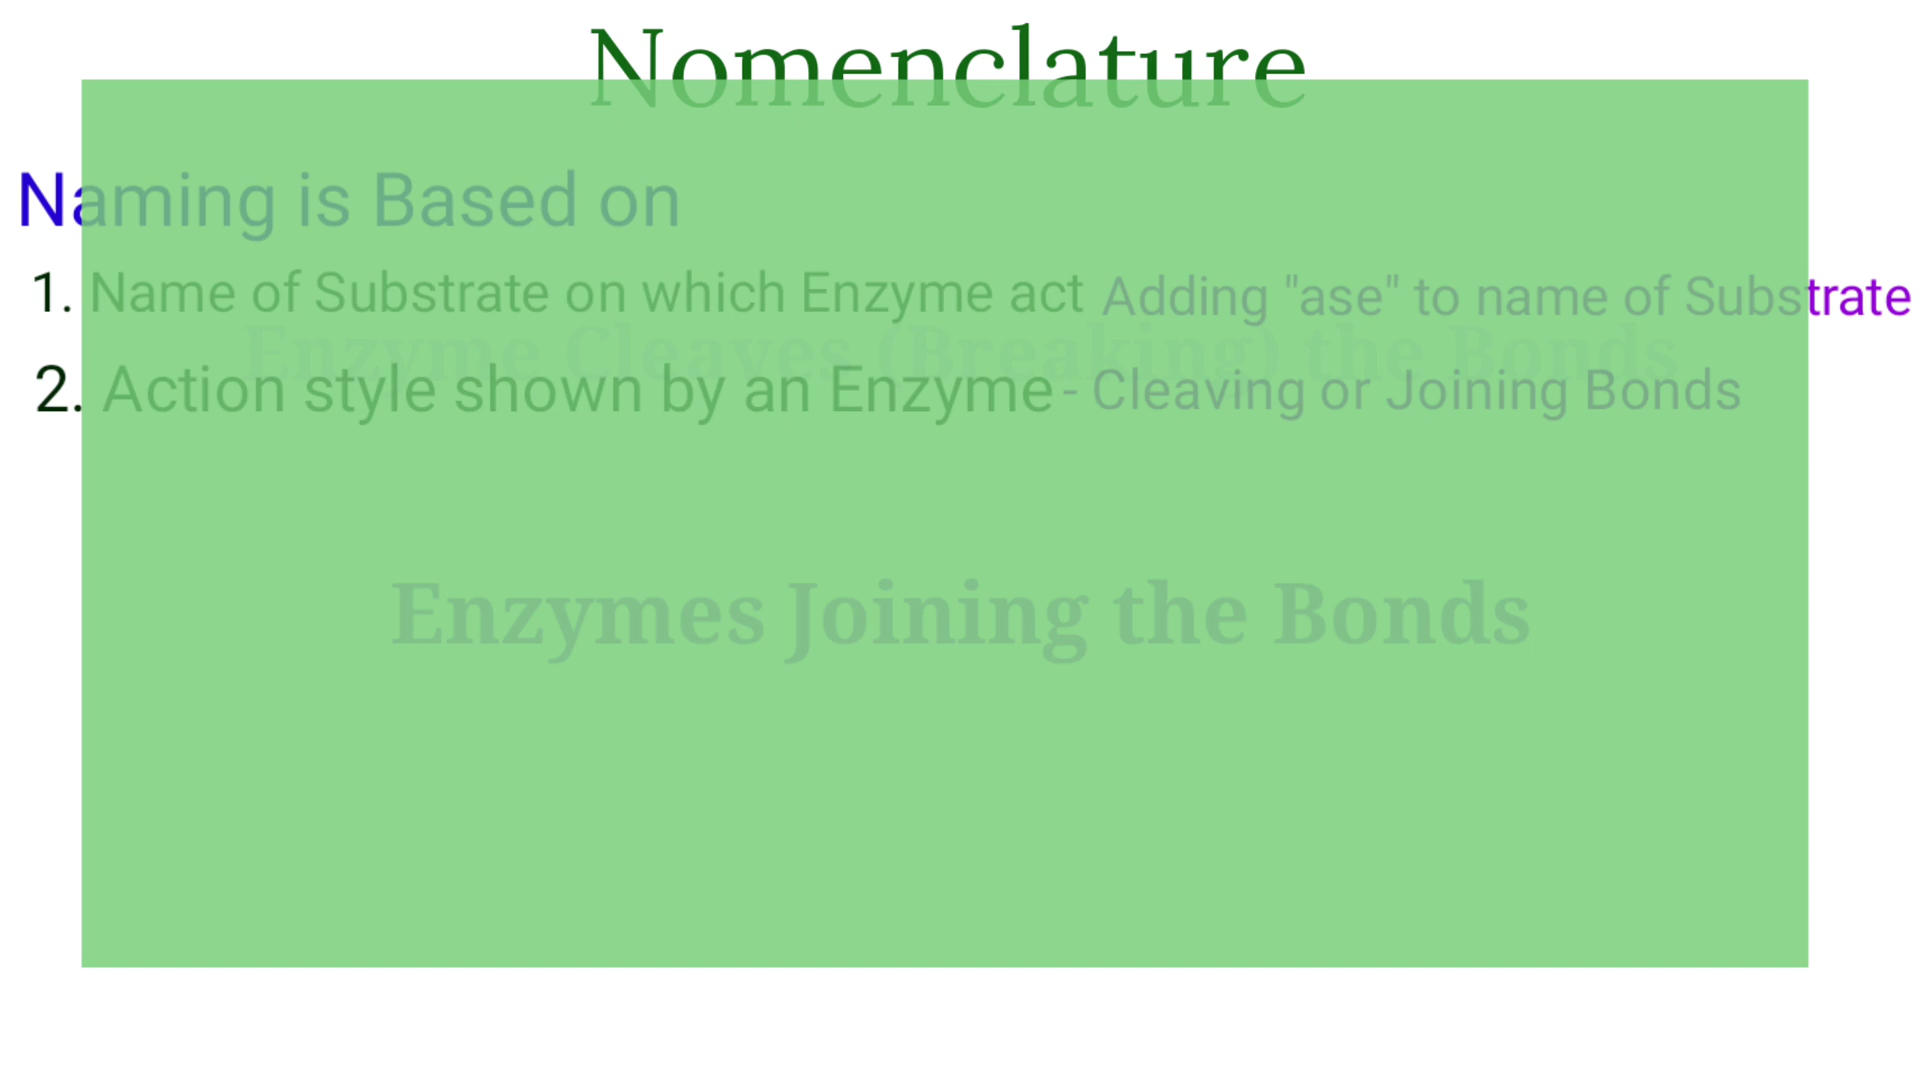 Nomenclature
Naming is Based on
1. Name of Substrate on which Enzyme act Adding "ase" to name of Substrate
Enzyme Cleaves (Breaking) the Bonds
2. Action style shown by an Enzyme - Cleaving or Joining Bonds
Enzymes Joining the Bonds